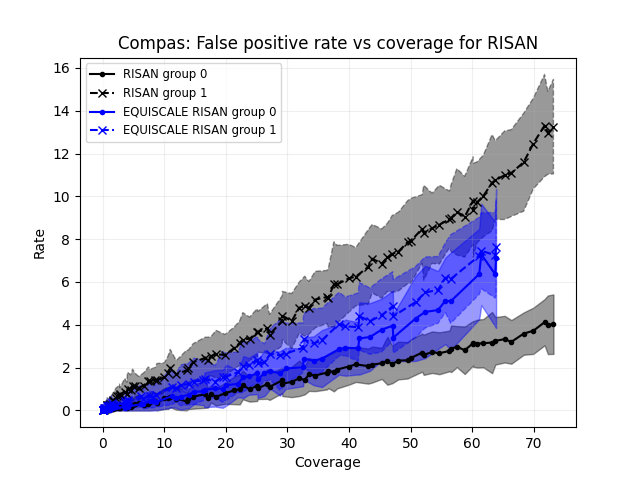 Compas: False positive rate vs coverage for RISAN
RISAN group 0
RISAN group 1
EQUISCALE RISAN group 0
EQUISCALE RISAN group 1
16
14
12
10
8
6
4
2
0
Rate
0 10 20 30 40 50 60 70
Coverage